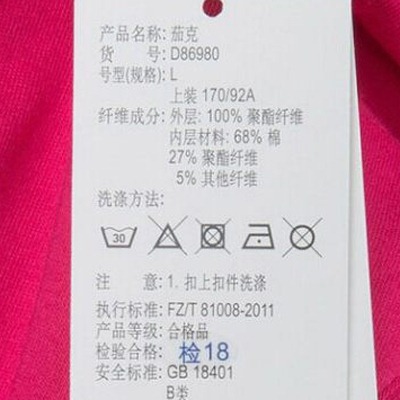 产品名称: 茄克
货 号: D86980
号型(规格): L
上装 170/92A
纤维成分: 外层: 100% 聚酯纤维
内层材料: 68% 棉
27% 聚酯纤维
5% 其他纤维
洗涤方法:
30
注 意: 1. 扣上扣件洗涤
执行标准: FZ/T 81008-2011
产品等级: 合格品
检验合格: 检18
安全标准: GB 18401
B类